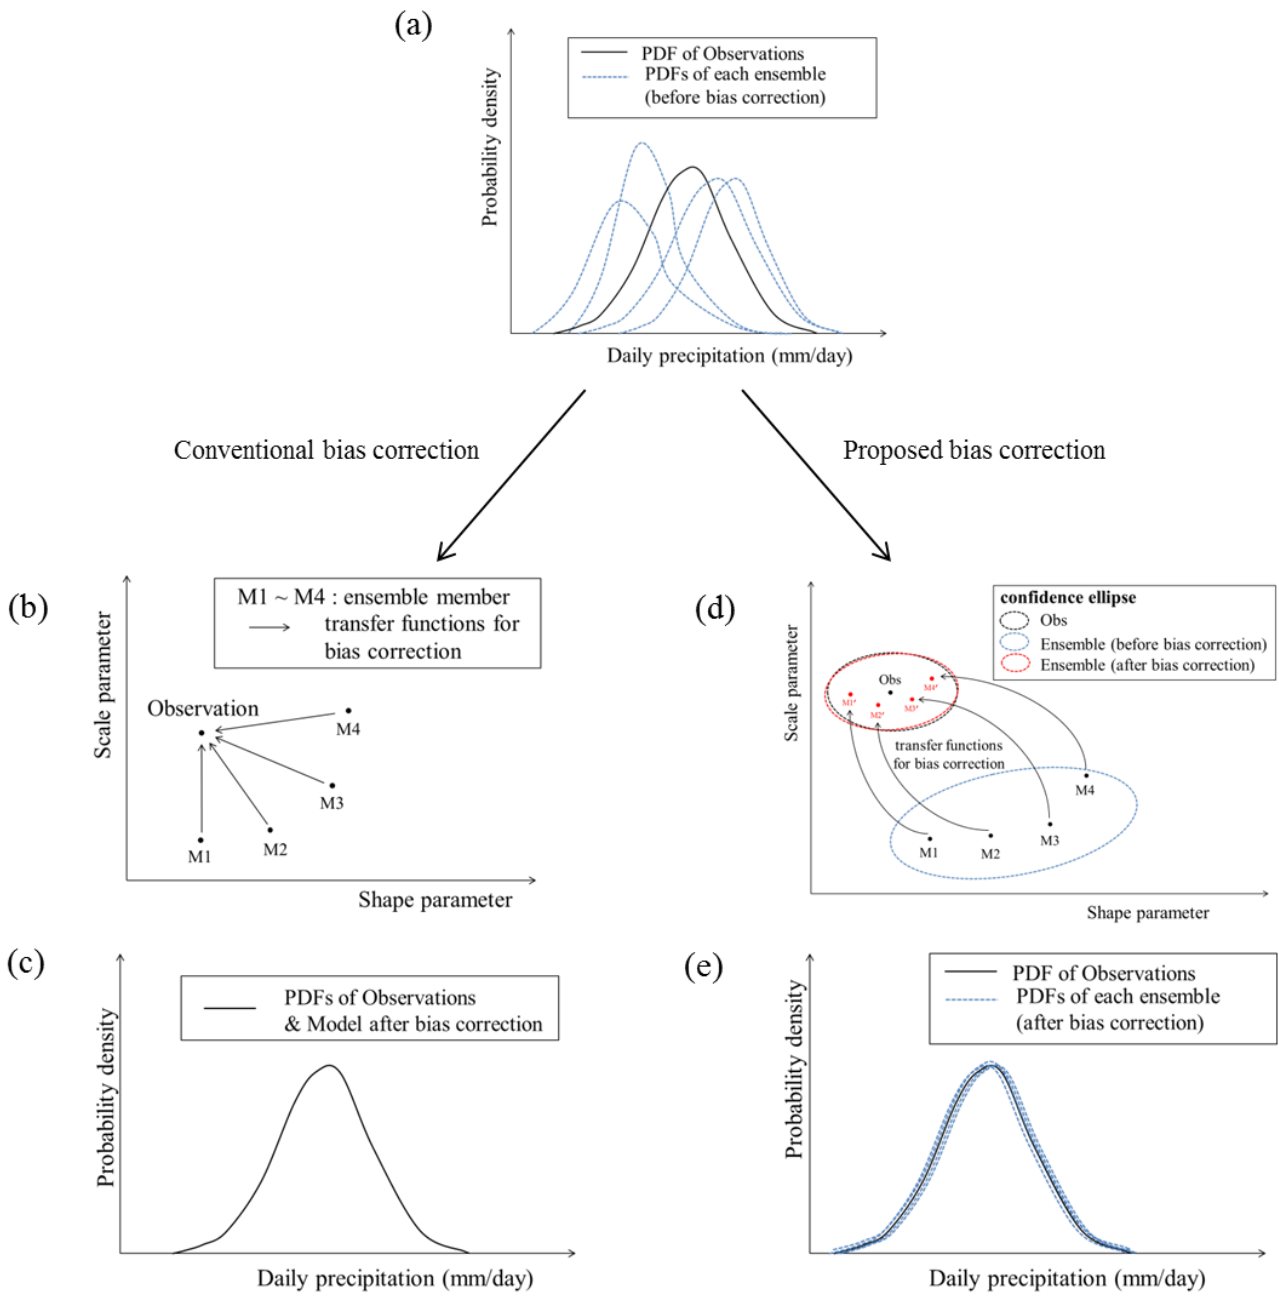 (a)
Probability density
PDF of Observations
PDFs of each ensemble
(before bias correction)
Daily precipitation (mm/day)
Conventional bias correction
Proposed bias correction
(b)
Scale parameter
M1 ~ M4 : ensemble member
transfer functions for
bias correction
Observation
M4
M3
M2
M1
Shape parameter
(d)
Scale parameter
confidence ellipse
Obs
Ensemble (before bias correction)
Ensemble (after bias correction)
Obs
M4'
M1'
M3'
M2'
transfer functions
for bias correction
M4
M3
M1
M2
Shape parameter
(c)
Probability density
PDFs of Observations
& Model after bias correction
Daily precipitation (mm/day)
(e)
Probability density
PDF of Observations
PDFs of each ensemble
(after bias correction)
Daily precipitation (mm/day)